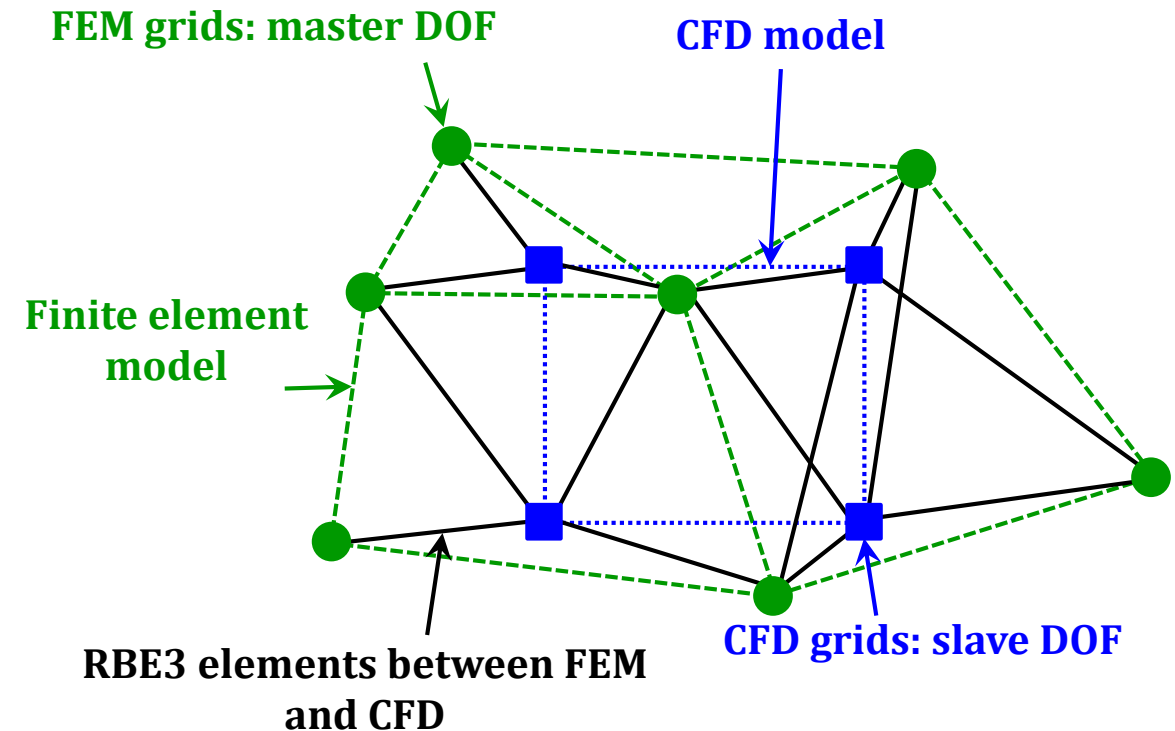 FEM grids: master DOF
CFD model
Finite element
model
CFD grids: slave DOF
RBE3 elements between FEM
and CFD